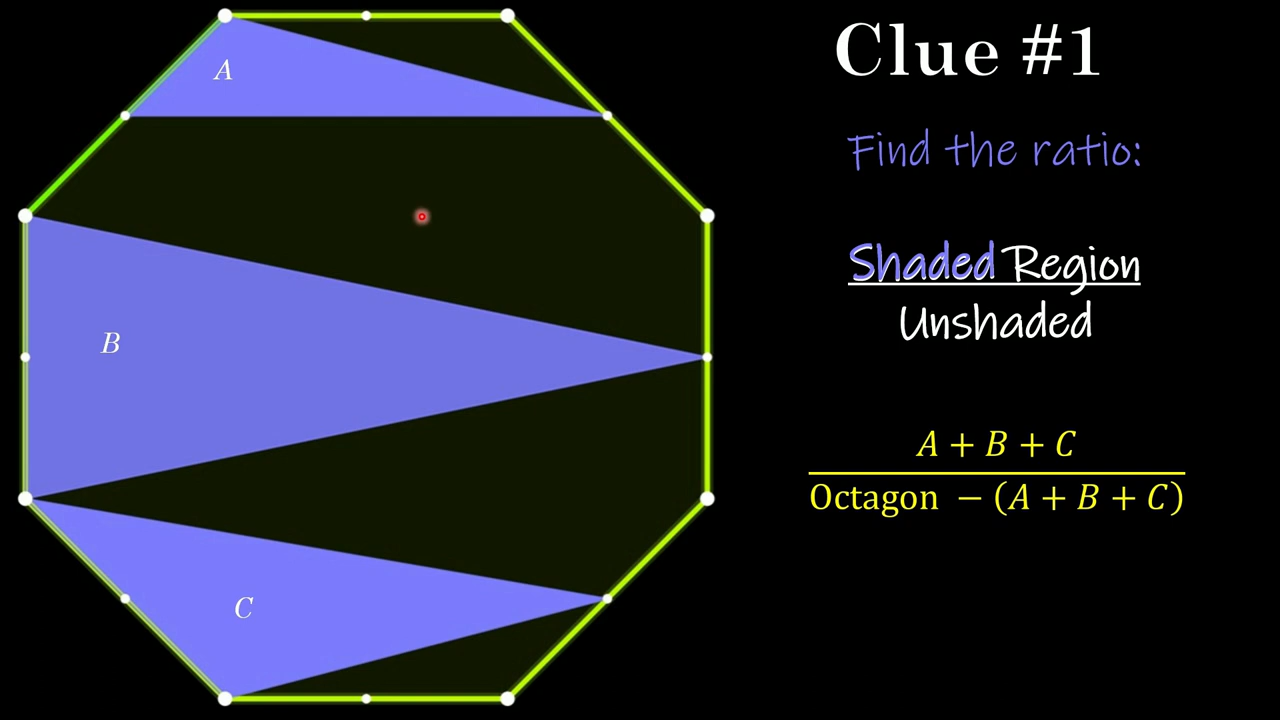 Clue #1
A
Find the ratio:
Shaded Region
Unshaded
B
A + B + C
Octagon − (A + B + C)
C